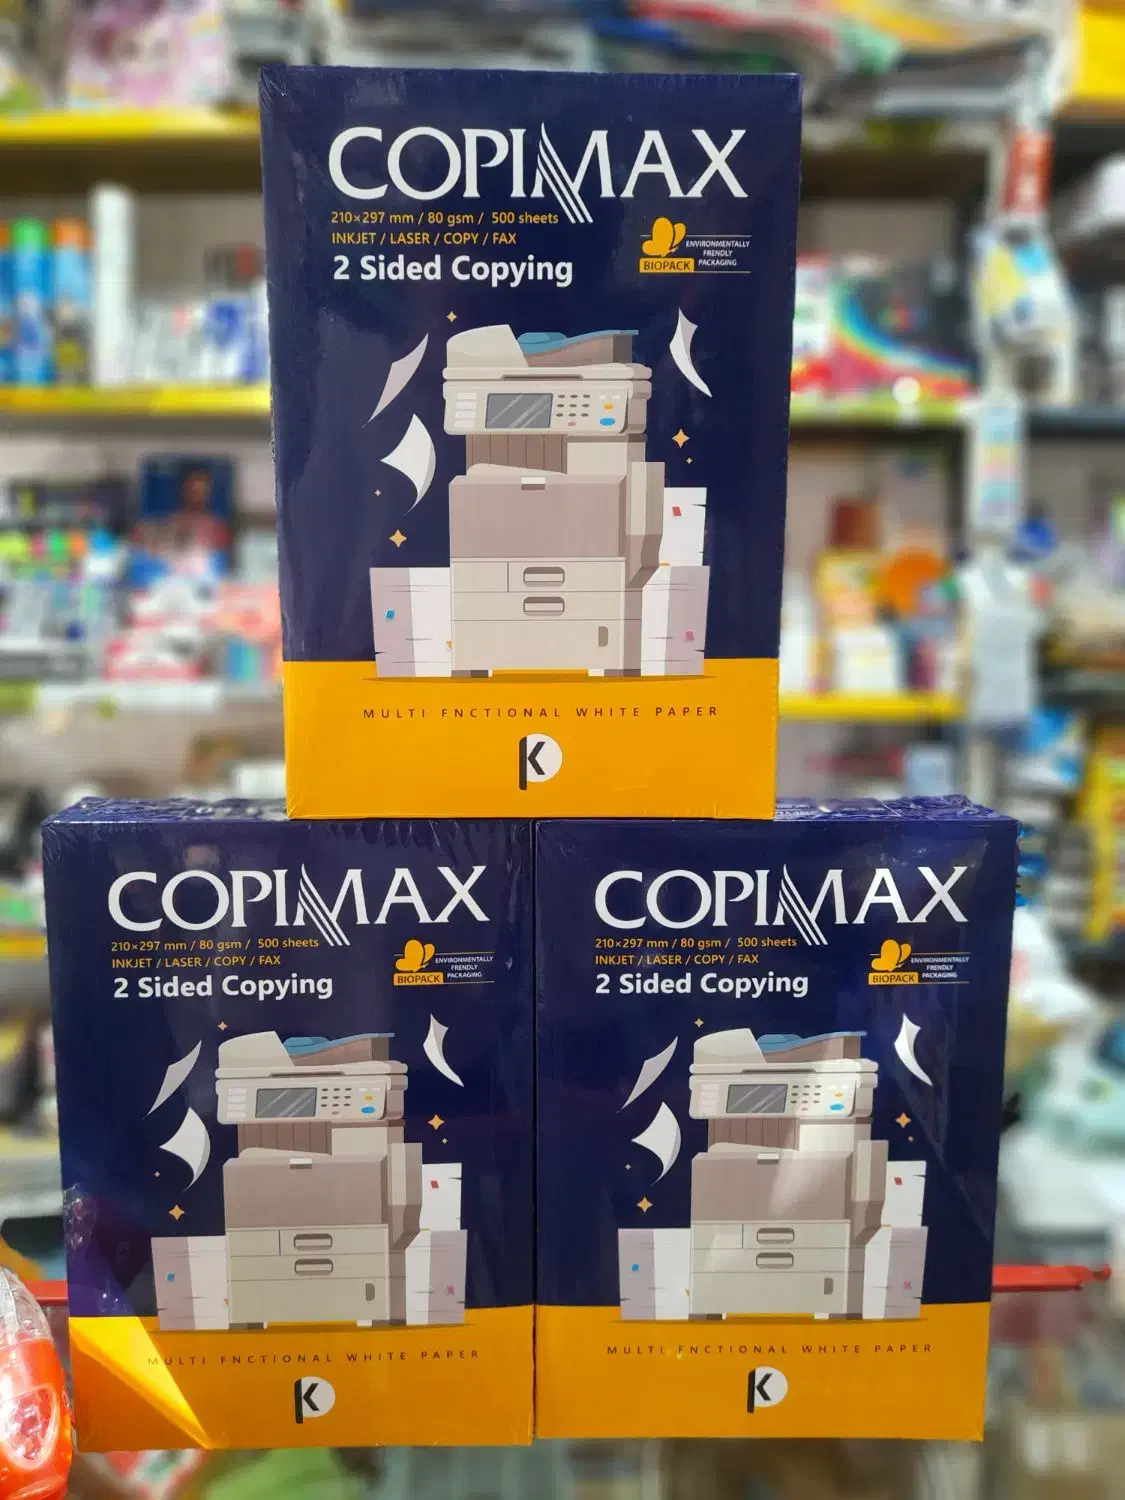 COPIMAX
210×297 mm / 80 gsm / 500 sheets
INKJET / LASER / COPY / FAX
2 Sided Copying
BIOPACK
ENVIRONMENTALLY
FRENDLY
PACKAGING
MULTI FNCTIONAL WHITE PAPER
K
COPIMAX
210×297 mm / 80 gsm / 500 sheets
INKJET / LASER / COPY / FAX
2 Sided Copying
BIOPACK
ENVIRONMENTALLY
FRENDLY
PACKAGING
MULTI FNCTIONAL WHITE PAPER
K
COPIMAX
210×297 mm / 80 gsm / 500 sheets
INKJET / LASER / COPY / FAX
2 Sided Copying
BIOPACK
ENVIRONMENTALLY
FRENDLY
PACKAGING
MULTI FNCTIONAL WHITE PAPER
K